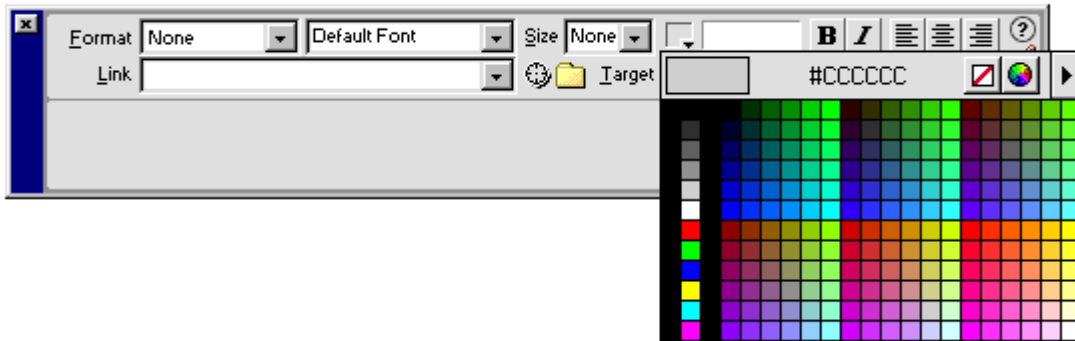 Format None Default Font Size None B I ?
Link Target #CCCCCC